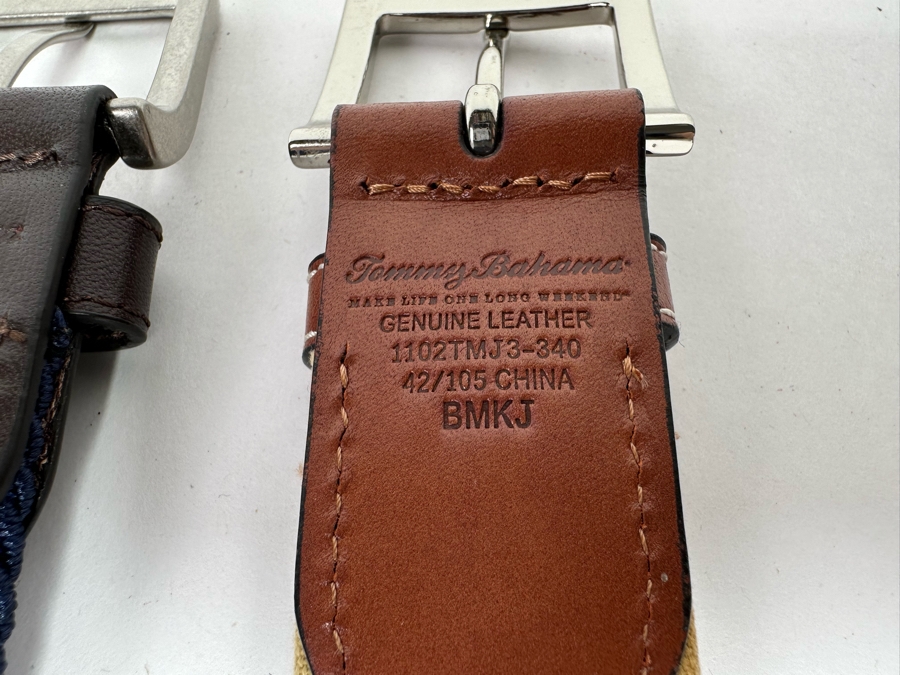 Tommy Bahama
MAKE LIFE ONE LONG WEEKEND
GENUINE LEATHER
1102TMJ3-340
42/105 CHINA
BMKJ